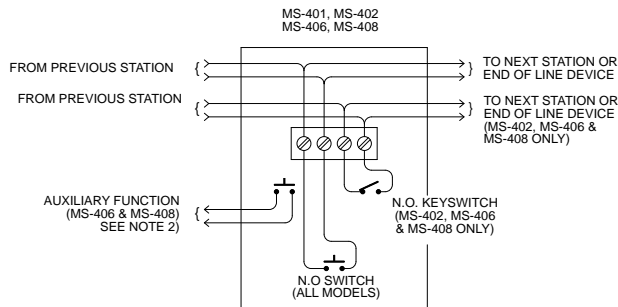 MS-401, MS-402
MS-406, MS-408
FROM PREVIOUS STATION
TO NEXT STATION OR
END OF LINE DEVICE
FROM PREVIOUS STATION
TO NEXT STATION OR
END OF LINE DEVICE
(MS-402, MS-406 &
MS-408 ONLY)
AUXILIARY FUNCTION
(MS-406 & MS-408)
SEE NOTE 2)
N.O. KEYSWITCH
(MS-402, MS-406
& MS-408 ONLY)
N.O SWITCH
(ALL MODELS)